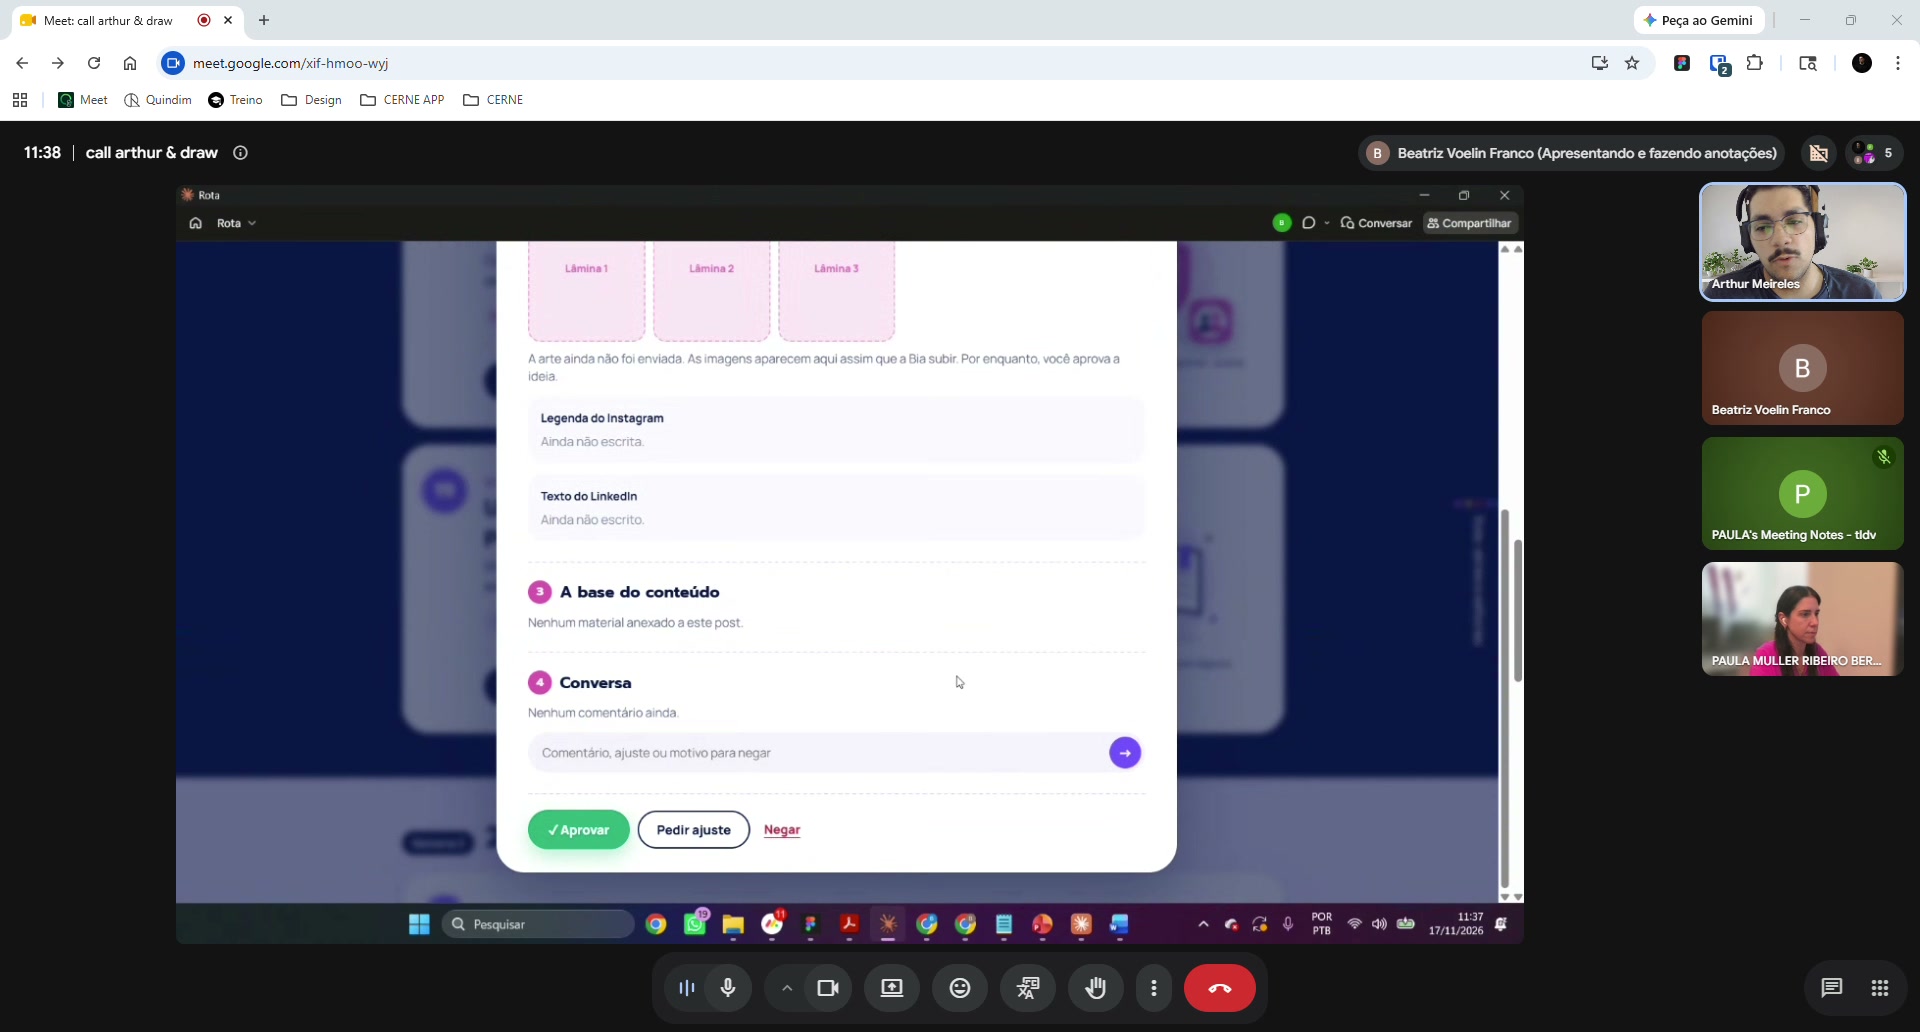 Meet: call arthur & draw
Peça ao Gemini
meet.google.com/xif-hmoo-wyj
2
Meet
Quindim
Treino
Design
CERNE APP
CERNE
11:38
call arthur & draw
B
Beatriz Voelin Franco (Apresentando e fazendo anotações)
5
Rota
Rota
Conversar
Compartilhar
Lâmina 1
Lâmina 2
Lâmina 3
A arte ainda não foi enviada. As imagens aparecem aqui assim que a Bia subir. Por enquanto, você aprova a
ideia.
Legenda do Instagram
Ainda não escrita.
Texto do LinkedIn
Ainda não escrito.
3
A base do conteúdo
Nenhum material anexado a este post.
4
Conversa
Nenhum comentário ainda.
Comentário, ajuste ou motivo para negar
✓ Aprovar
Pedir ajuste
Negar
Pesquisar
19
11
POR
PTB
11:37
17/11/2026
Arthur Meireles
B
Beatriz Voelin Franco
P
PAULA's Meeting Notes - tldv
PAULA MULLER RIBEIRO BER...